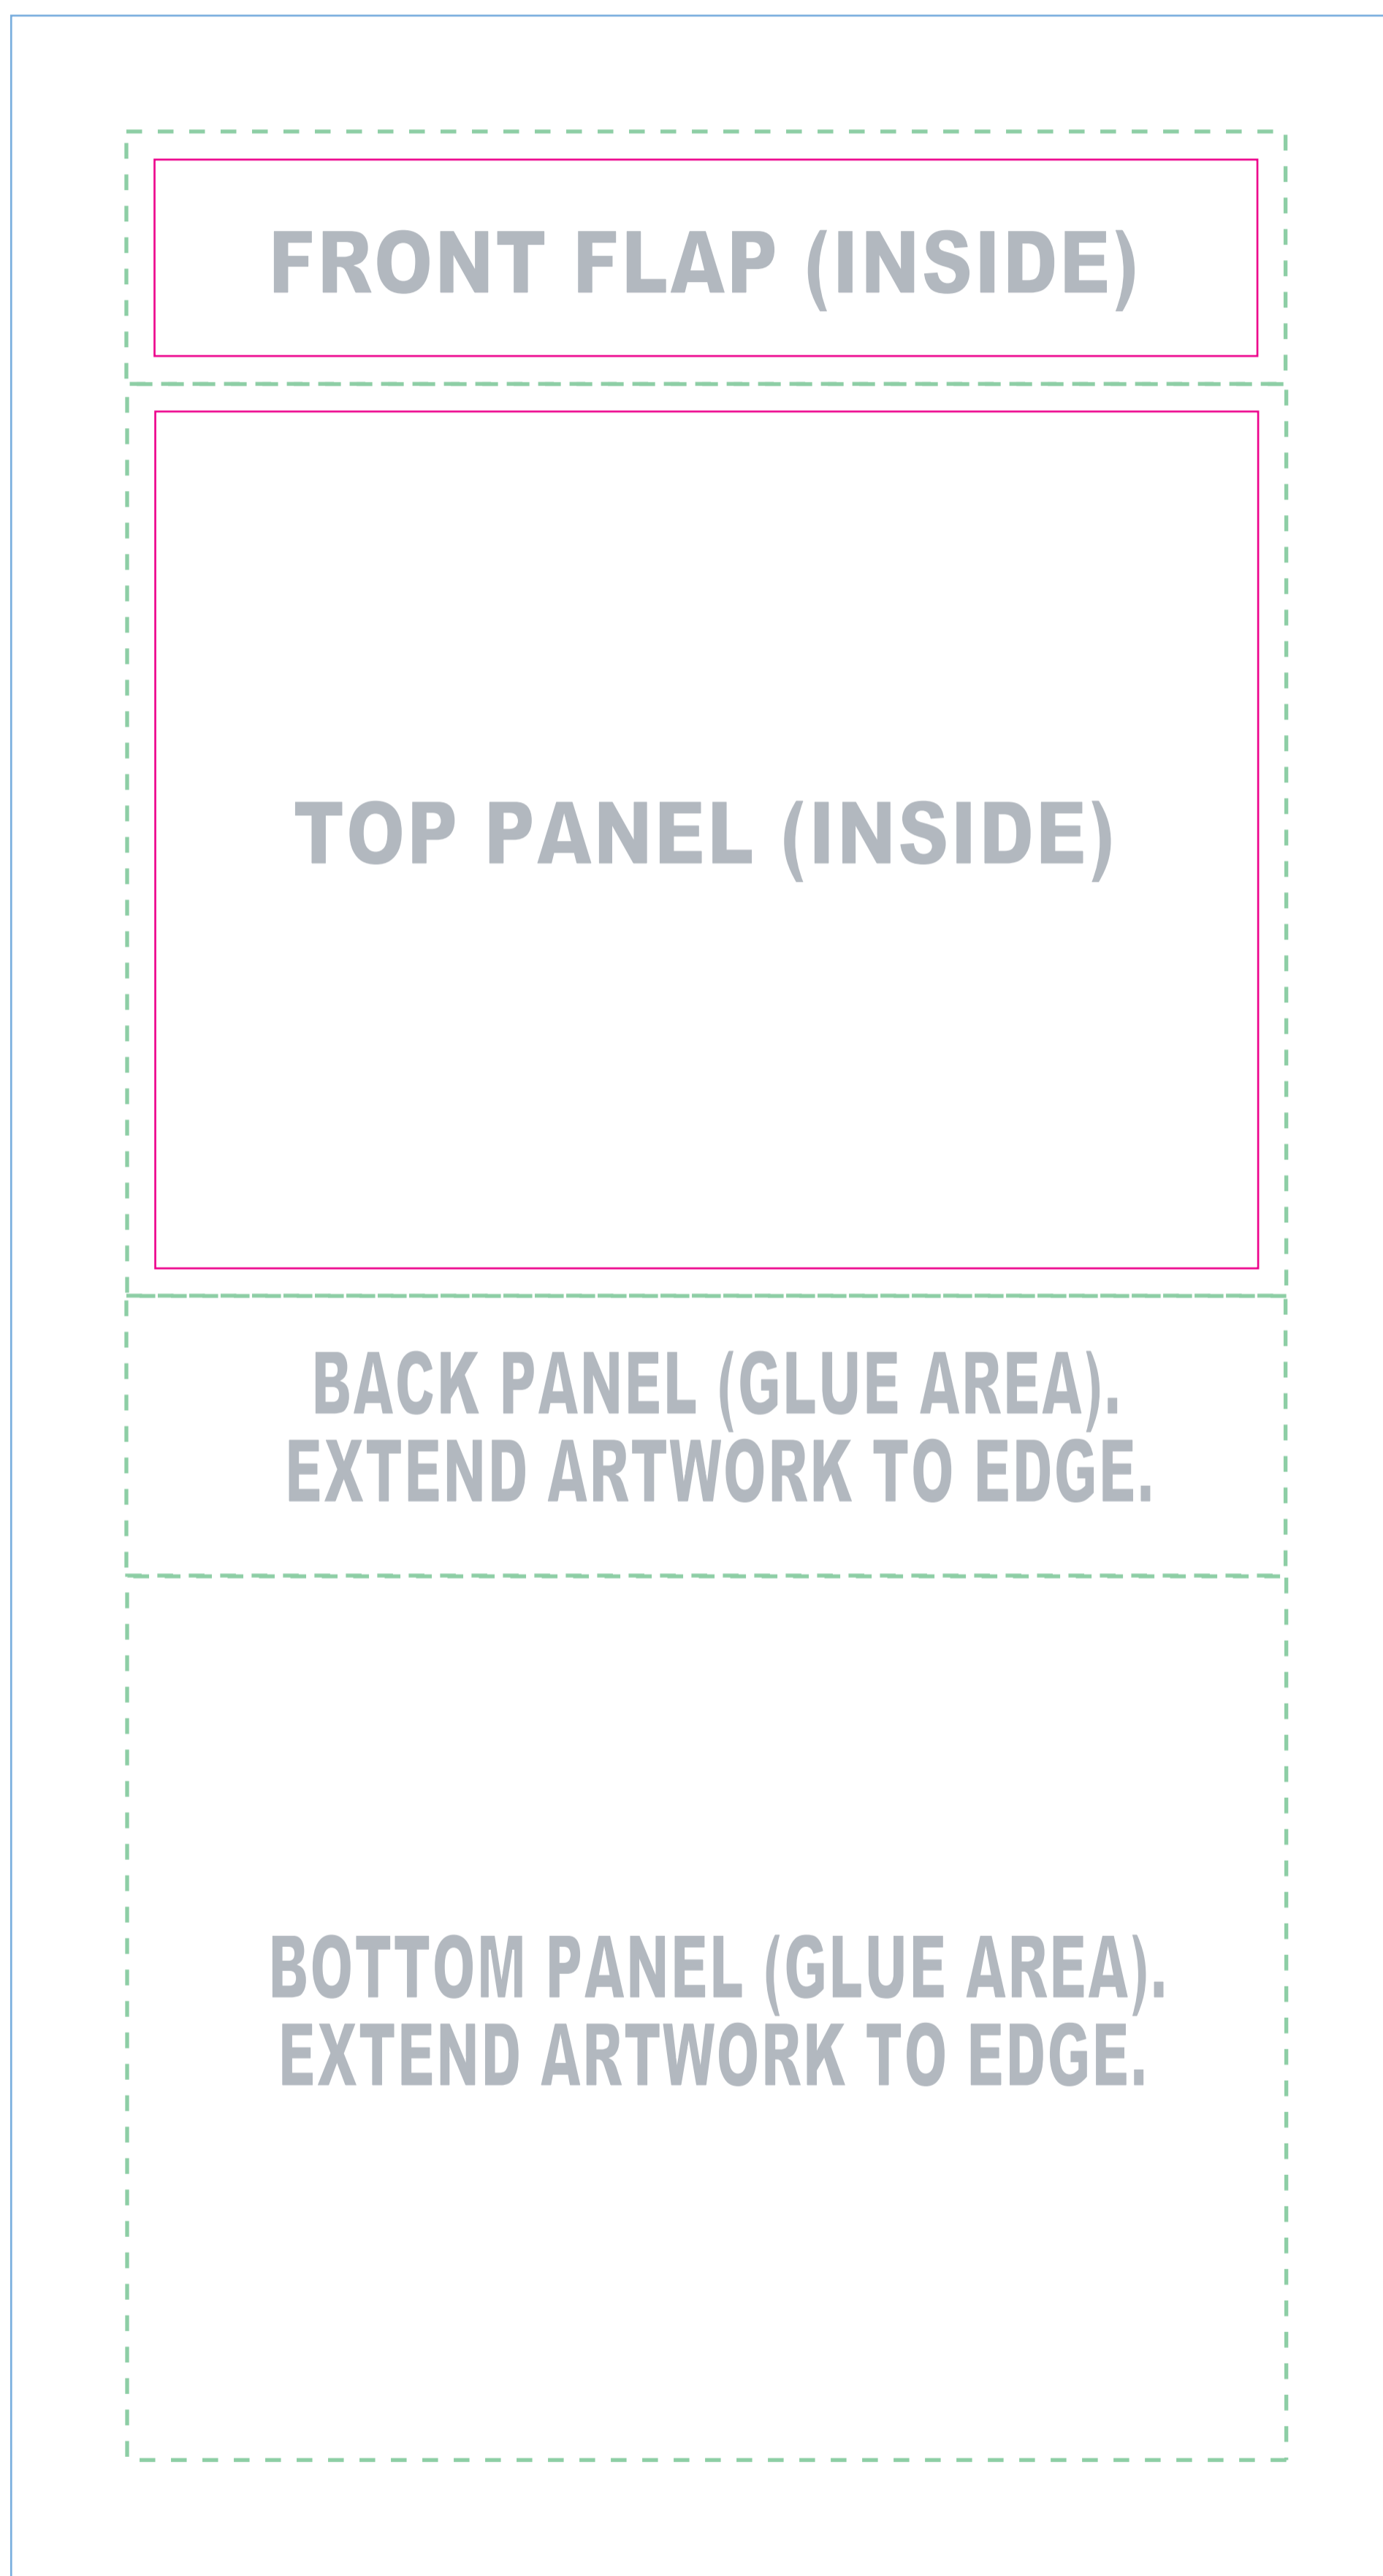 FRONT FLAP (INSIDE)
TOP PANEL (INSIDE)
BACK PANEL (GLUE AREA).
EXTEND ARTWORK TO EDGE.
BOTTOM PANEL (GLUE AREA).
EXTEND ARTWORK TO EDGE.